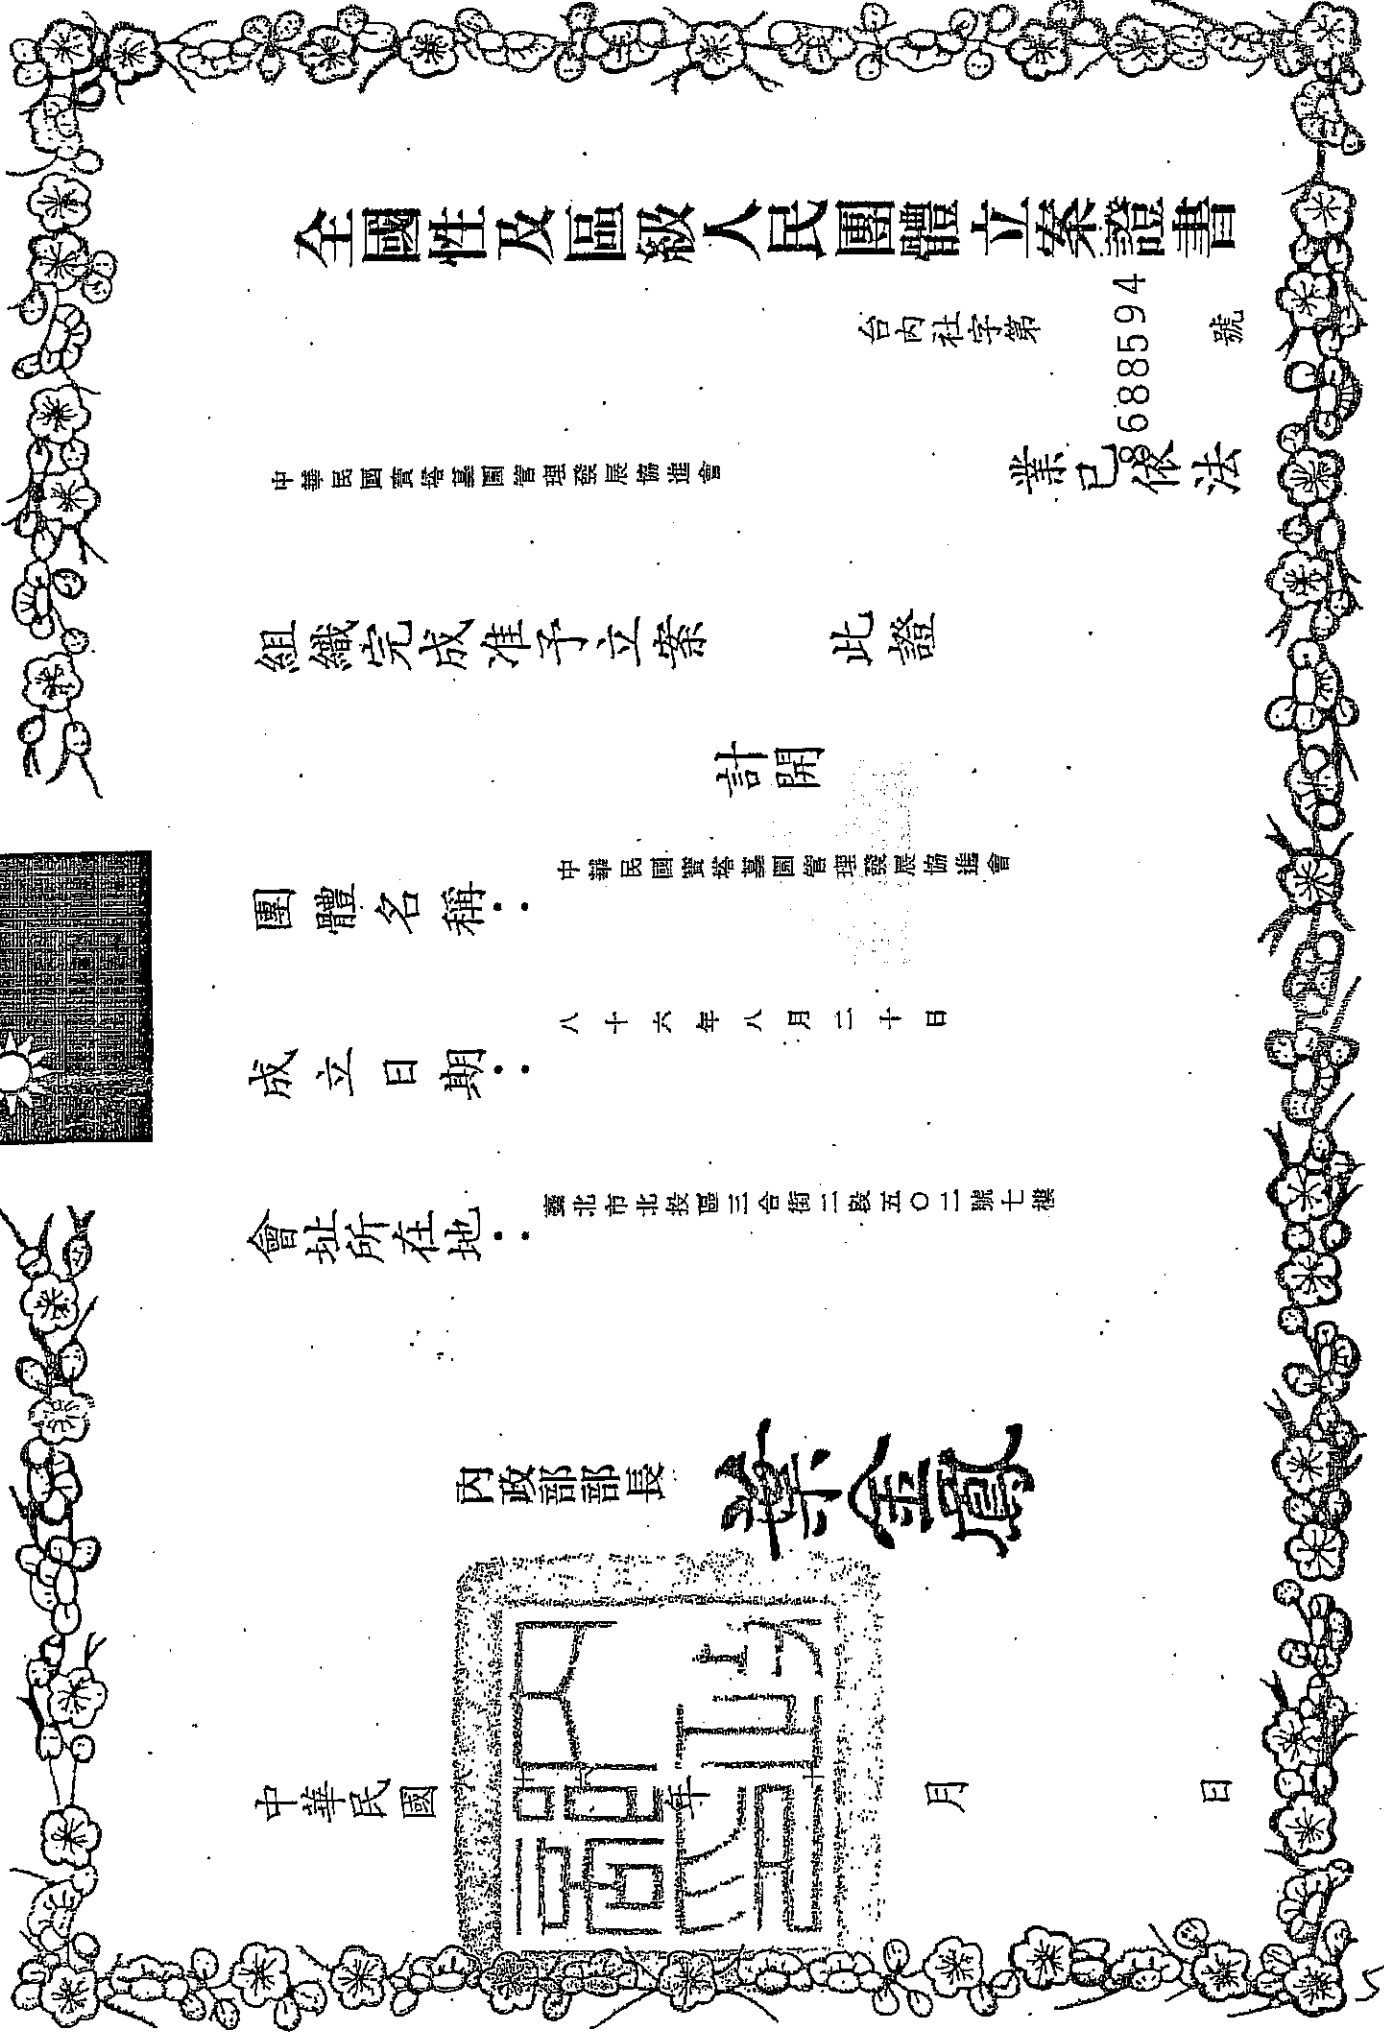 全國性及區級人民團體立案證書
台內社字第8688594號
中華民國寶塔墓園管理發展協進會
業已依法
組織完成准予立案 此證
計開
團體名稱：中華民國寶塔墓園管理發展協進會
成立日期：八十六年八月二十日
會址所在地：臺北市北投區三合街二段五〇二號七樓
內政部部長 葉金鳳
中華民國 年 月 日